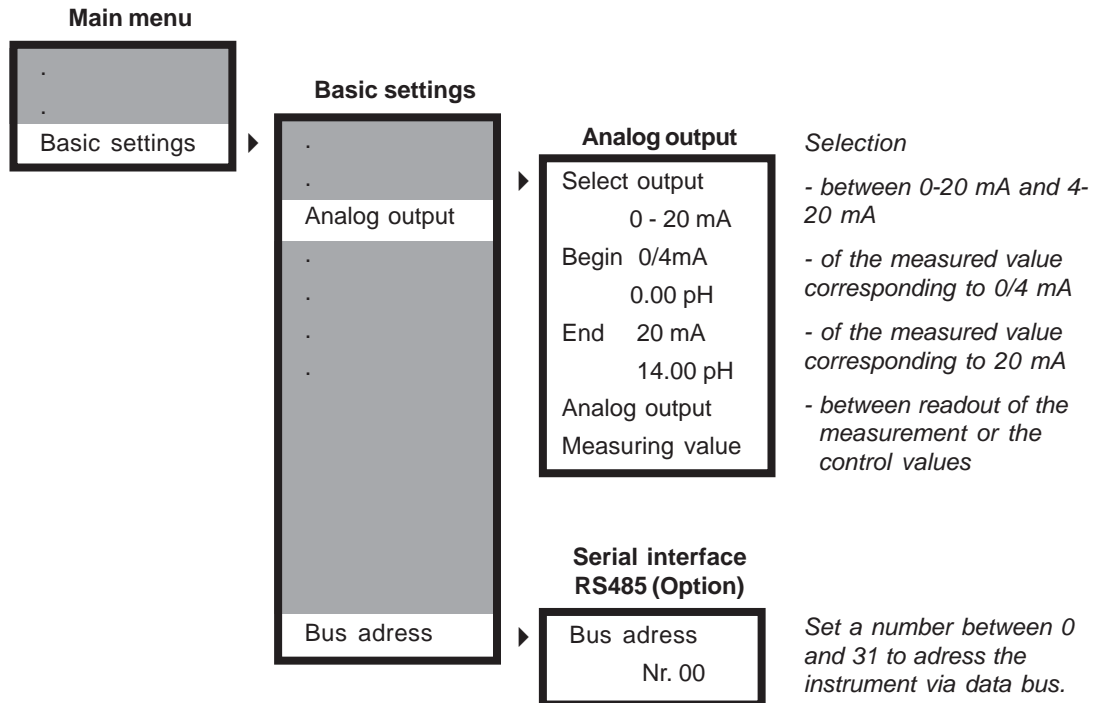 Main menu
.
.
Basic settings
Basic settings
.
.
Analog output
.
.
.
.
Bus adress
Analog output
Select output
0 - 20 mA
Begin 0/4mA
0.00 pH
End 20 mA
14.00 pH
Analog output
Measuring value
Selection
- between 0-20 mA and 4-
20 mA
- of the measured value
corresponding to 0/4 mA
- of the measured value
corresponding to 20 mA
- between readout of the
measurement or the
control values
Serial interface
RS485 (Option)
Bus adress
Nr. 00
Set a number between 0
and 31 to adress the
instrument via data bus.